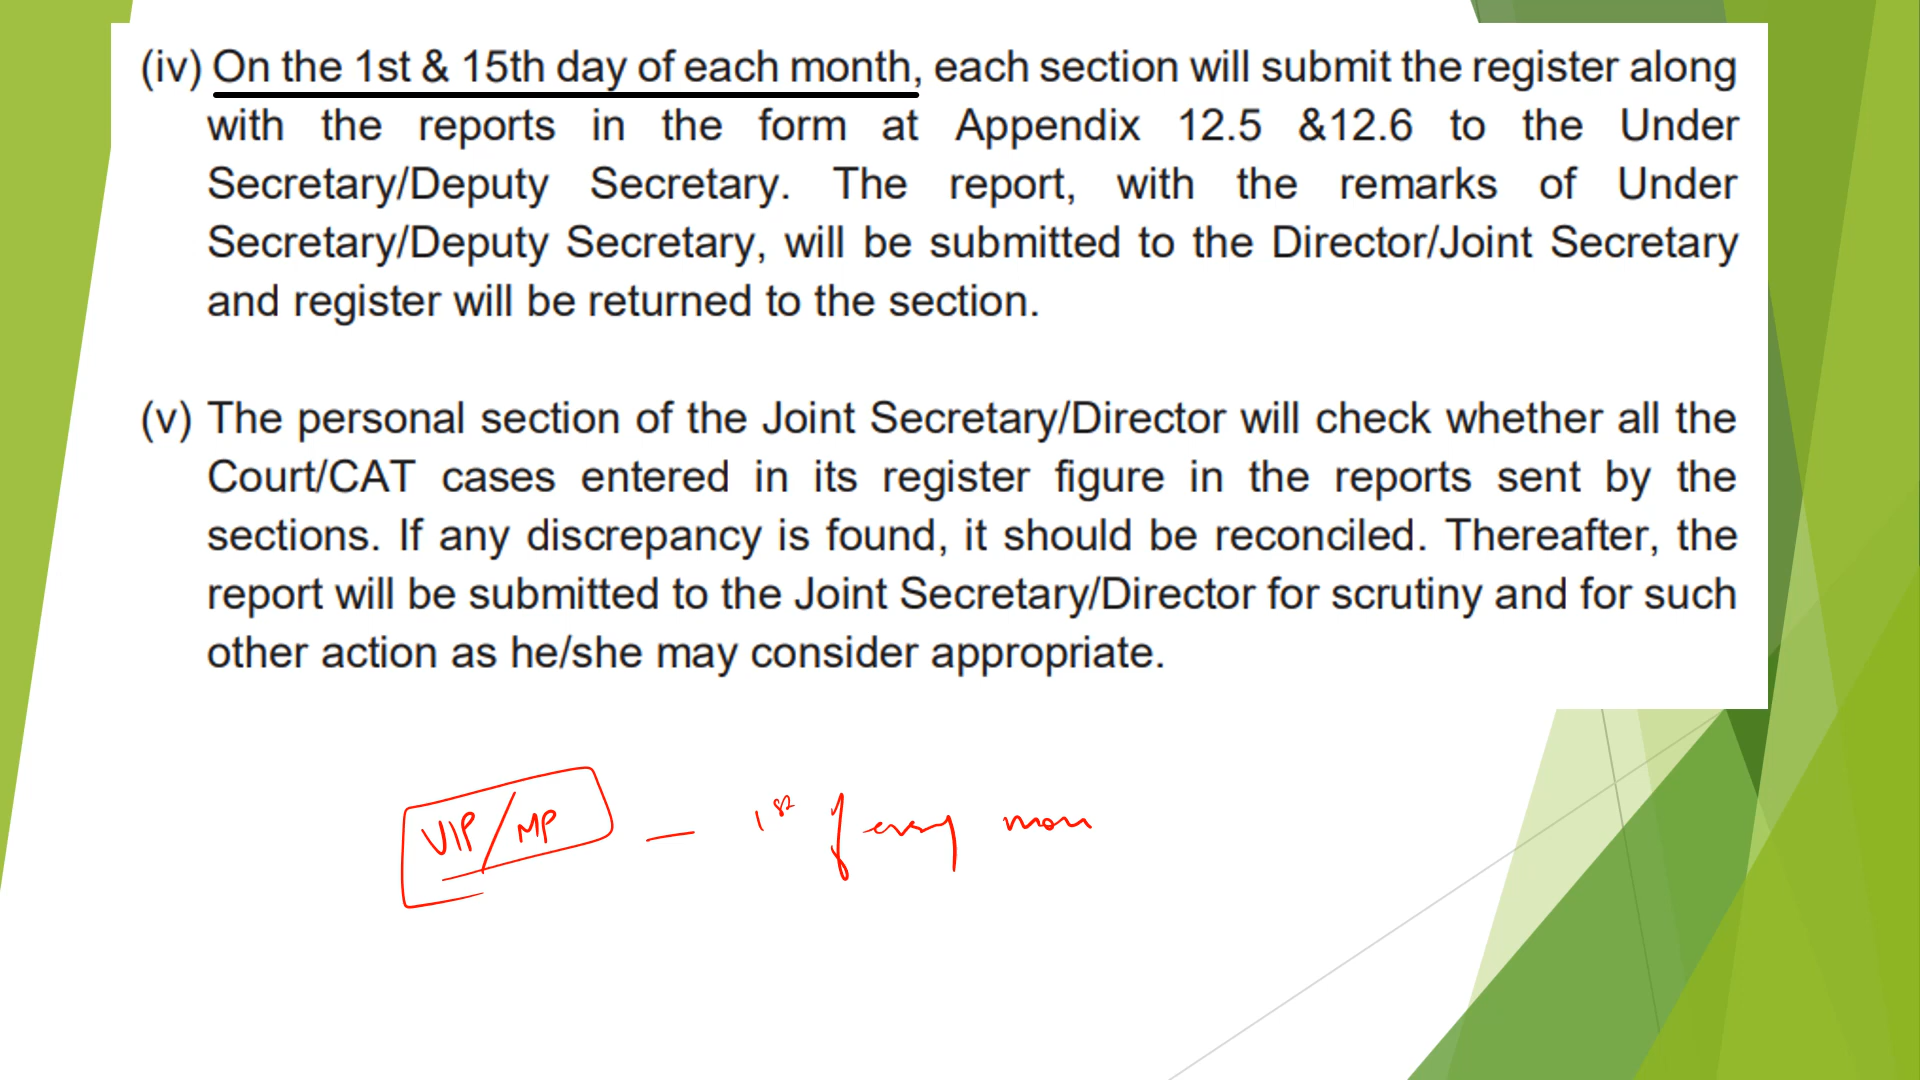 (iv) On the 1st & 15th day of each month, each section will submit the register along
with the reports in the form at Appendix 12.5 &12.6 to the Under
Secretary/Deputy Secretary. The report, with the remarks of Under
Secretary/Deputy Secretary, will be submitted to the Director/Joint Secretary
and register will be returned to the section.
(v) The personal section of the Joint Secretary/Director will check whether all the
Court/CAT cases entered in its register figure in the reports sent by the
sections. If any discrepancy is found, it should be reconciled. Thereafter, the
report will be submitted to the Joint Secretary/Director for scrutiny and for such
other action as he/she may consider appropriate.
VIP/MP — 1st of every mon